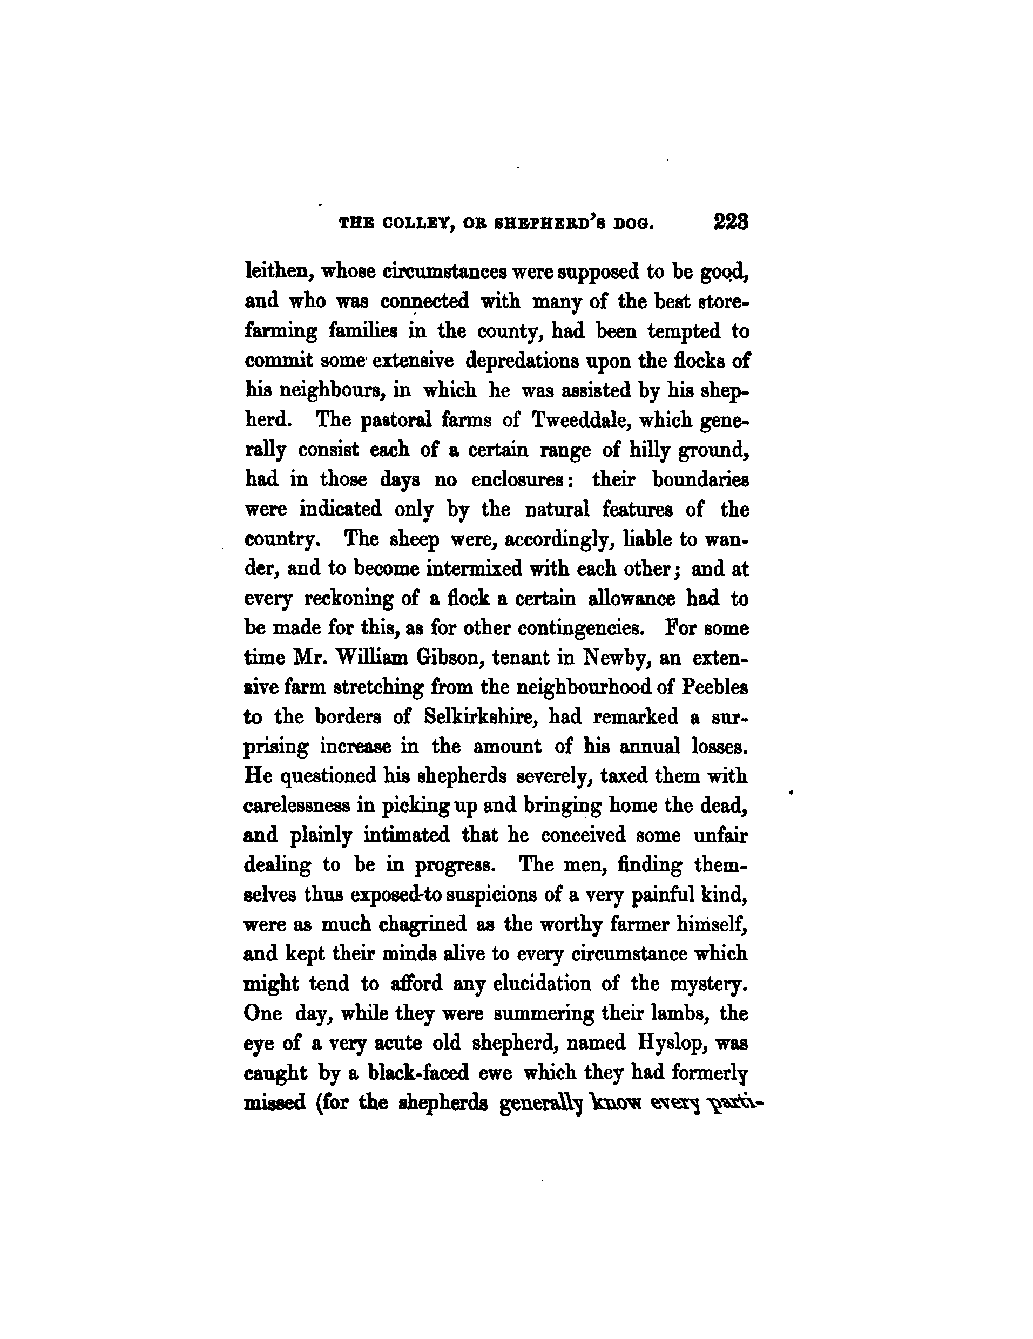 THE COLLEY, OR SHEPHERD'S DOG. 223
leithen, whose circumstances were supposed to be good,
and who was connected with many of the best store-
farming families in the county, had been tempted to
commit some extensive depredations upon the flocks of
his neighbours, in which he was assisted by his shep-
herd. The pastoral farms of Tweeddale, which gene-
rally consist each of a certain range of hilly ground,
had in those days no enclosures: their boundaries
were indicated only by the natural features of the
country. The sheep were, accordingly, liable to wan-
der, and to become intermixed with each other; and at
every reckoning of a flock a certain allowance had to
be made for this, as for other contingencies. For some
time Mr. William Gibson, tenant in Newby, an exten-
sive farm stretching from the neighbourhood of Peebles
to the borders of Selkirkshire, had remarked a sur-
prising increase in the amount of his annual losses.
He questioned his shepherds severely, taxed them with
carelessness in picking up and bringing home the dead,
and plainly intimated that he conceived some unfair
dealing to be in progress. The men, finding them-
selves thus exposed to suspicions of a very painful kind,
were as much chagrined as the worthy farmer himself,
and kept their minds alive to every circumstance which
might tend to afford any elucidation of the mystery.
One day, while they were summering their lambs, the
eye of a very acute old shepherd, named Hyslop, was
caught by a black-faced ewe which they had formerly
missed (for the shepherds generally know every parti-